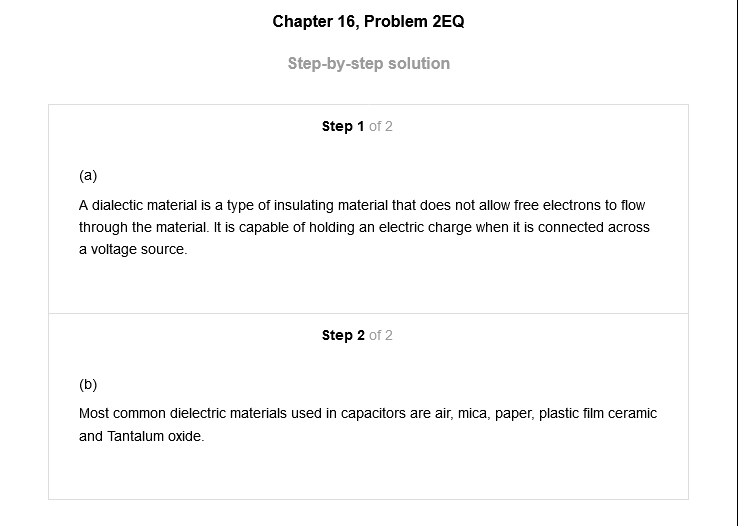 Chapter 16, Problem 2EQ
Step-by-step solution
Step 1 of 2
(a)
A dialectic material is a type of insulating material that does not allow free electrons to flow
through the material. It is capable of holding an electric charge when it is connected across
a voltage source.
Step 2 of 2
(b)
Most common dielectric materials used in capacitors are air, mica, paper, plastic film ceramic
and Tantalum oxide.